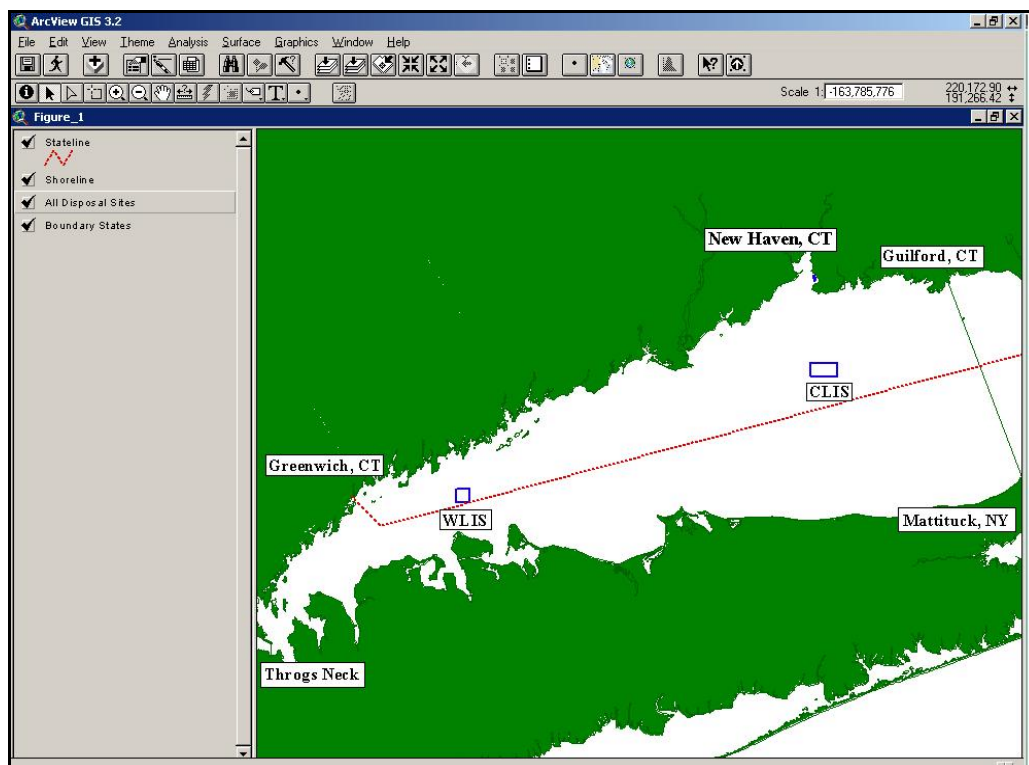 ArcView GIS 3.2
File Edit View Theme Analysis Surface Graphics Window Help
Scale 1: -163,785,776
220,172.90
191,266.42
Figure_1
Stateline
Shoreline
All Disposal Sites
Boundary States
New Haven, CT
Guilford, CT
CLIS
Greenwich, CT
WLIS
Mattituck, NY
Throgs Neck